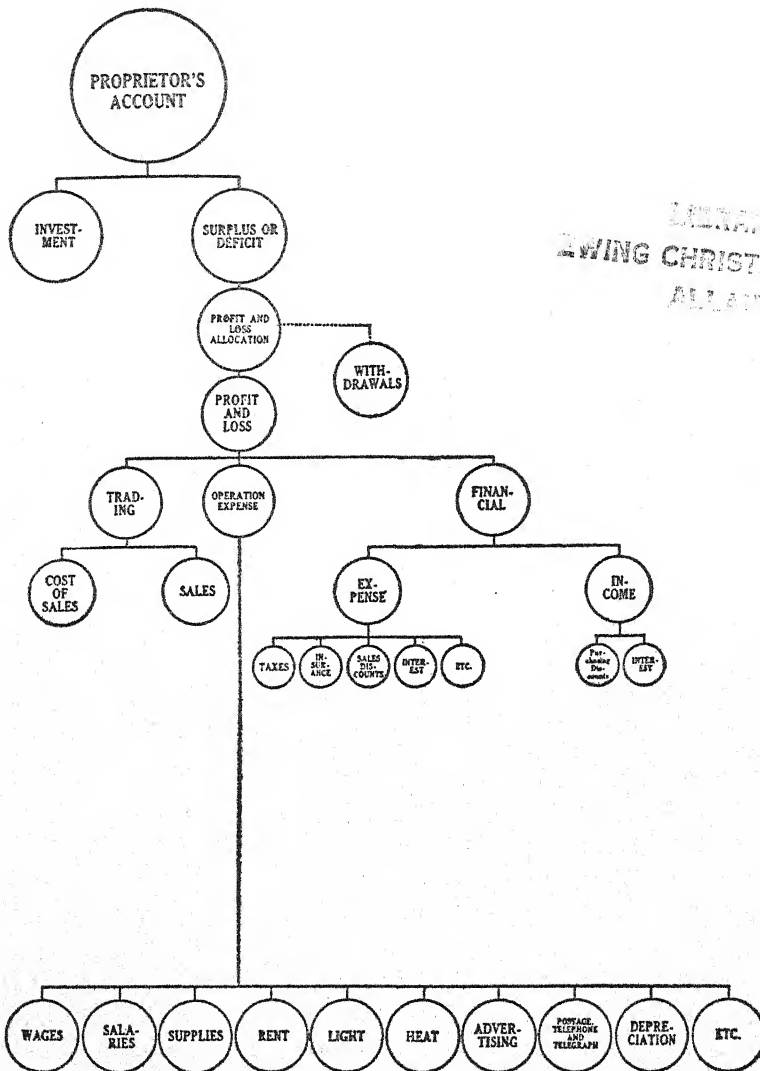 PROPRIETOR'S
ACCOUNT
INVEST-
MENT
SURPLUS OR
DEFICIT
EWING CHRIST
PROFIT AND
LOSS
ALLOCATION
WITH-
DRAWALS
PROFIT
AND
LOSS
TRAD-
ING
OPERATION
EXPENSE
FINAN-
CIAL
COST
OF
SALES
SALES
EX-
PENSE
IN-
COME
TAXES
IN-
SUR-
ANCE
SALES
DIS-
COUNTS
INTER-
EST
ETC.
Pur-
chasing
Dis-
counts
INTER-
EST
WAGES
SALA-
RIES
SUPPLIES
RENT
LIGHT
HEAT
ADVER-
TISING
POSTAGE,
TELEPHONE
AND
TELEGRAPH
DEPRE-
CIATION
ETC.